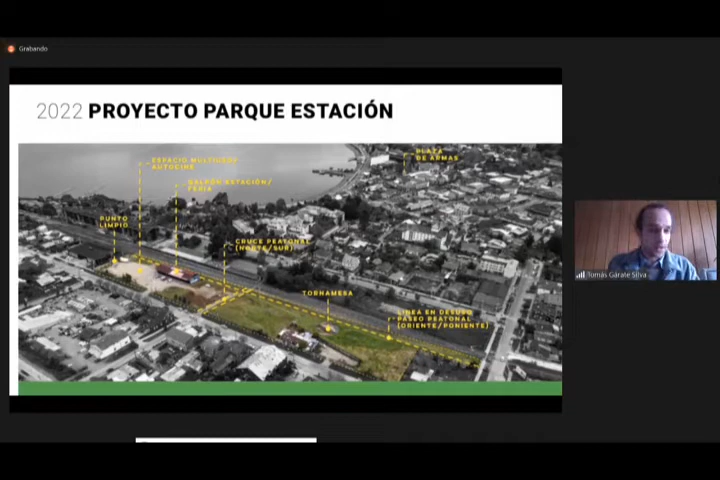 Grabando
2022 PROYECTO PARQUE ESTACIÓN
PLAZA
DE ARMAS
ESPACIO MULTIUSO/
AUTOCINE
GALPÓN ESTACIÓN/
FERIA
PUNTO
LIMPIO
CRUCE PEATONAL
(NORTE/SUR)
TORNAMESA
LÍNEA EN DESUSO
PASEO PEATONAL
(ORIENTE/PONIENTE)
Tomás Gárate Silva